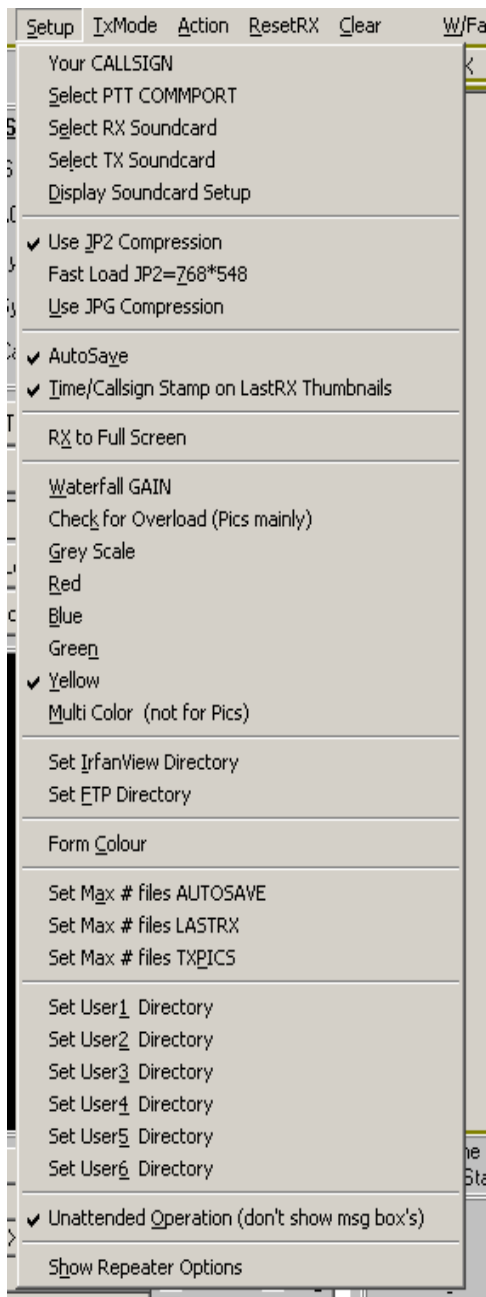 Setup TxMode Action ResetRX Clear W/Fa
Your CALLSIGN
Select PTT COMMPORT
Select RX Soundcard
Select TX Soundcard
Display Soundcard Setup
Use JP2 Compression
Fast Load JP2=768*548
Use JPG Compression
AutoSave
Time/Callsign Stamp on LastRX Thumbnails
RX to Full Screen
Waterfall GAIN
Check for Overload (Pics mainly)
Grey Scale
Red
Blue
Green
Yellow
Multi Color (not for Pics)
Set IrfanView Directory
Set FTP Directory
Form Colour
Set Max # files AUTOSAVE
Set Max # files LASTRX
Set Max # files TXPICS
Set User1 Directory
Set User2 Directory
Set User3 Directory
Set User4 Directory
Set User5 Directory
Set User6 Directory
Unattended Operation (don't show msg box's)
Show Repeater Options